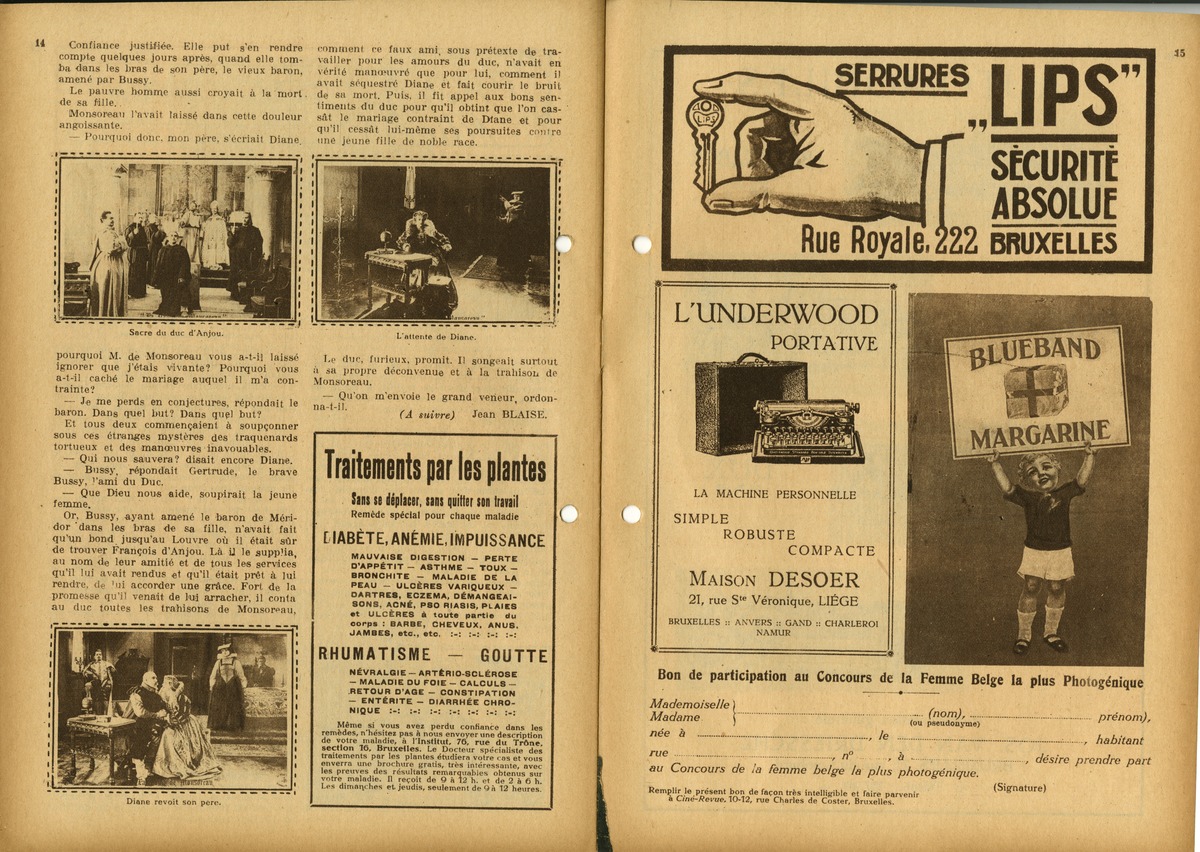 14
Confiance justifiée. Elle put s'en rendre
compte quelques jours après, quand elle tom-
ba dans les bras de son père, le vieux baron,
amené par Bussy.
Le pauvre homme aussi croyait à la mort
de sa fille.
Monsoreau l'avait laissé dans cette douleur
angoissante.
— Pourquoi donc, mon père, s'écriait Diane,
Sacre du duc d'Anjou.
pourquoi M. de Monsoreau vous a-t-il laissé
ignorer que j'étais vivante? Pourquoi vous
a-t-il caché le mariage auquel il m'a con-
trainte?
— Je me perds en conjectures, répondait le
baron. Dans quel but? Dans quel but?
Et tous deux commençaient à soupçonner
sous ces étranges mystères des traquenards
tortueux et des manœuvres inavouables.
— Qui nous sauvera? disait encore Diane.
— Bussy, répondait Gertrude, le brave
Bussy, l'ami du Duc.
— Que Dieu nous aide, soupirait la jeune
femme.
Or, Bussy, ayant amené le baron de Méri-
dor dans les bras de sa fille, n'avait fait
qu'un bond jusqu'au Louvre où il était sûr
de trouver François d'Anjou. Là il le supplia,
au nom de leur amitié et de tous les services
qu'il lui avait rendus et qu'il était prêt à lui
rendre, de lui accorder une grâce. Fort de la
promesse qu'il venait de lui arracher, il conta
au duc toutes les trahisons de Monsoreau,
Diane revoit son pere.
comment ce faux ami, sous prétexte de tra-
vailler pour les amours du duc, n'avait en
vérité manœuvré que pour lui, comment il
avait séquestré Diane et fait courir le bruit
de sa mort. Puis, il fit appel aux bons sen-
timents du duc pour qu'il obtint que l'on cas-
sât le mariage contraint de Diane et pour
qu'il cessât lui-même ses poursuites contre
une jeune fille de noble race.
L'attente de Diane.
Le duc, furieux, promit. Il songeait surtout
à sa propre déconvenue et à la trahison de
Monsoreau.
— Qu'on m'envoie le grand veneur, ordon-
na-t-il.
(A suivre) Jean BLAISE.
Traitements par les plantes
Sans se déplacer, sans quitter son travail
Remède spécial pour chaque maladie
DIABÈTE, ANÉMIE, IMPUISSANCE
MAUVAISE DIGESTION — PERTE
D'APPÉTIT — ASTHME — TOUX —
BRONCHITE — MALADIE DE LA
PEAU — ULCÈRES VARIQUEUX —
DARTRES, ECZEMA, DÉMANGEAI-
SONS, ACNÉ, PSO RIASIS, PLAIES
et ULCÈRES à toute partie du
corps : BARBE, CHEVEUX, ANUS,
JAMBES, etc., etc. :-: :-: :-: :-:
RHUMATISME — GOUTTE
NÉVRALGIE — ARTÉRIO-SCLÉROSE
— MALADIE DU FOIE — CALCULS —
RETOUR D'AGE — CONSTIPATION
— ENTÉRITE — DIARRHÉE CHRO-
NIQUE :-: :-: :-: :-: :-: :-: :-:
Même si vous avez perdu confiance dans les
remèdes, n'hésitez pas à nous envoyer une description
de votre maladie, à l'Institut, 76, rue du Trône,
section 16, Bruxelles. Le Docteur spécialiste des
traitements par les plantes étudiera votre cas et vous
enverra une brochure gratis, très intéressante, avec
les preuves des résultats remarquables obtenus sur
votre maladie. Il reçoit de 9 à 12 h. et de 2 à 6 h.
Les dimanches et jeudis, seulement de 9 à 12 heures.
15
LIPS
SERRURES
„LIPS”
SÈCURITÈ
ABSOLUE
Rue Royale, 222 BRUXELLES
L'UNDERWOOD
PORTATIVE
LA MACHINE PERSONNELLE
SIMPLE
ROBUSTE
COMPACTE
MAISON DESOER
21, rue Ste Véronique, LIÈGE
BRUXELLES :: ANVERS :: GAND :: CHARLEROI
NAMUR
BLUEBAND
MARGARINE
Bon de participation au Concours de la Femme Belge la plus Photogénique
Mademoiselle
Madame } (nom), prénom),
(ou pseudonyme)
née à , le , habitant
rue , n° , à , désire prendre part
au Concours de la femme belge la plus photogénique.
(Signature)
Remplir le présent bon de façon très intelligible et faire parvenir
à Ciné-Revue, 10-12, rue Charles de Coster, Bruxelles.